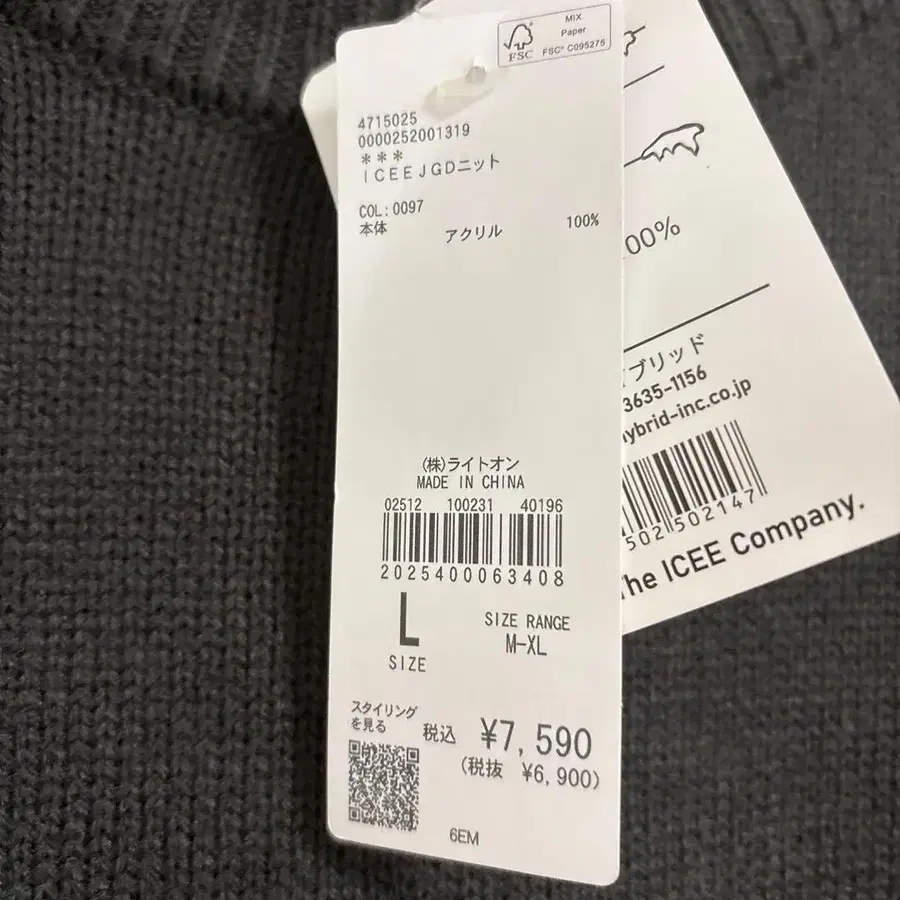 MIX
Paper
FSC
FSC® C095275
4715025
0000252001319
***
ICEEJGDニット
COL:0097
本体 アクリル 100%
(株)ライトオン
MADE IN CHINA
02512 100231 40196
2025400063408
L
SIZE
SIZE RANGE
M-XL
スタイリング
を見る
税込 ¥7,590
(税抜 ¥6,900)
6EM
00%
ブリッド
3635-1156
ybrid-inc.co.jp
502502147
The ICEE Company.